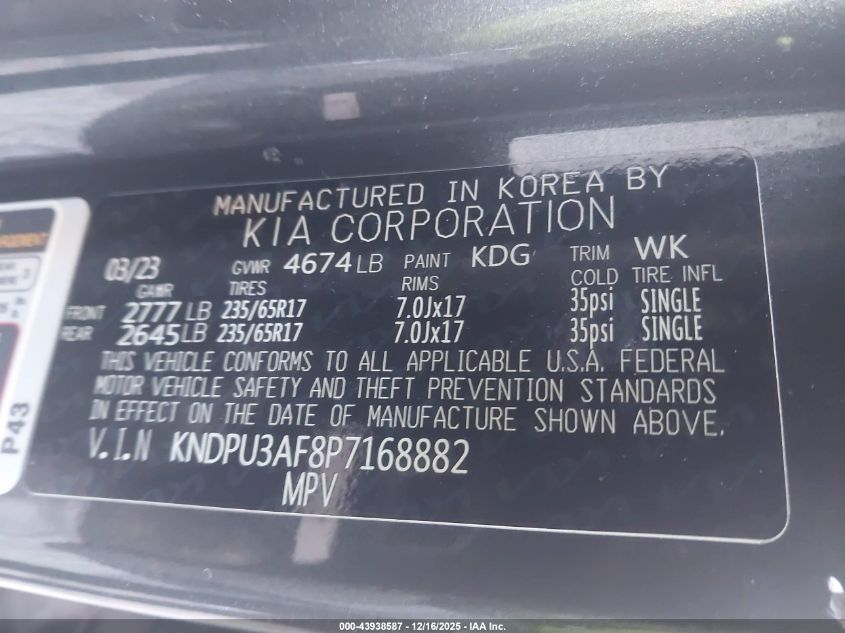 MANUFACTURED IN KOREA BY
KIA CORPORATION
03/23 GVWR 4674 LB PAINT KDG TRIM WK
GAWR TIRES RIMS COLD TIRE INFL
FRONT 2777 LB 235/65R17 7.0Jx17 35psi SINGLE
REAR 2645 LB 235/65R17 7.0Jx17 35psi SINGLE
THIS VEHICLE CONFORMS TO ALL APPLICABLE U.S.A. FEDERAL
MOTOR VEHICLE SAFETY AND THEFT PREVENTION STANDARDS
IN EFFECT ON THE DATE OF MANUFACTURE SHOWN ABOVE.
V.I.N KNDPU3AF8P7168882
MPV
P43
000-43938587 - 12/16/2025 - IAA Inc.